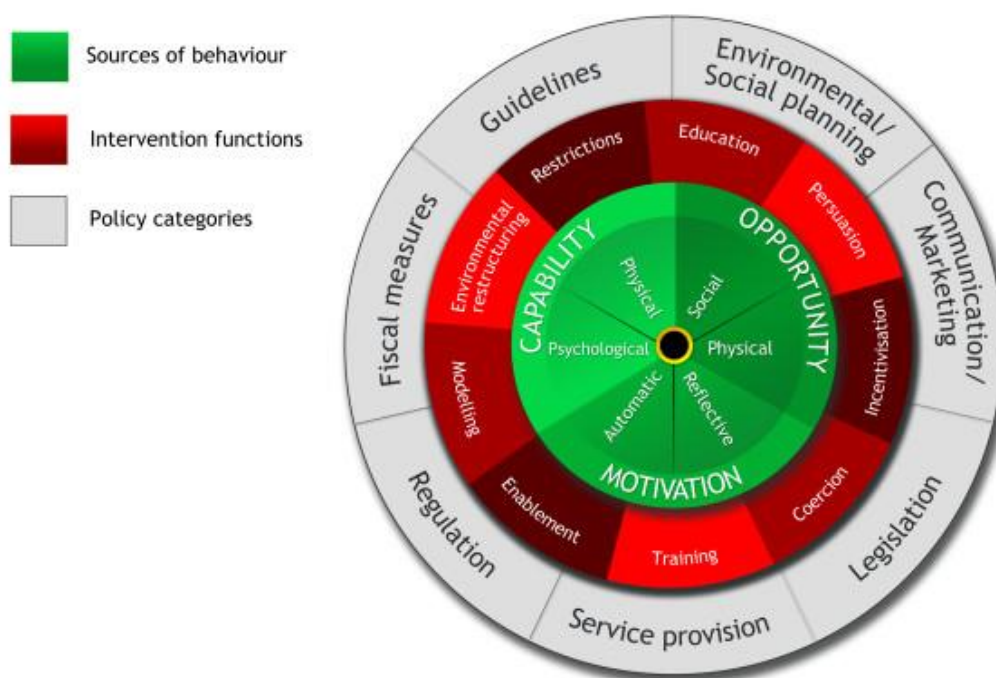 Sources of behaviour
Intervention functions
Policy categories
Guidelines
Environmental/
Social planning
Communication/
Marketing
Legislation
Service provision
Regulation
Fiscal measures
Restrictions
Education
Persuasion
Incentivisation
Coercion
Training
Enablement
Modelling
Environmental
restructuring
CAPABILITY
OPPORTUNITY
MOTIVATION
Physical
Social
Psychological
Physical
Automatic
Reflective